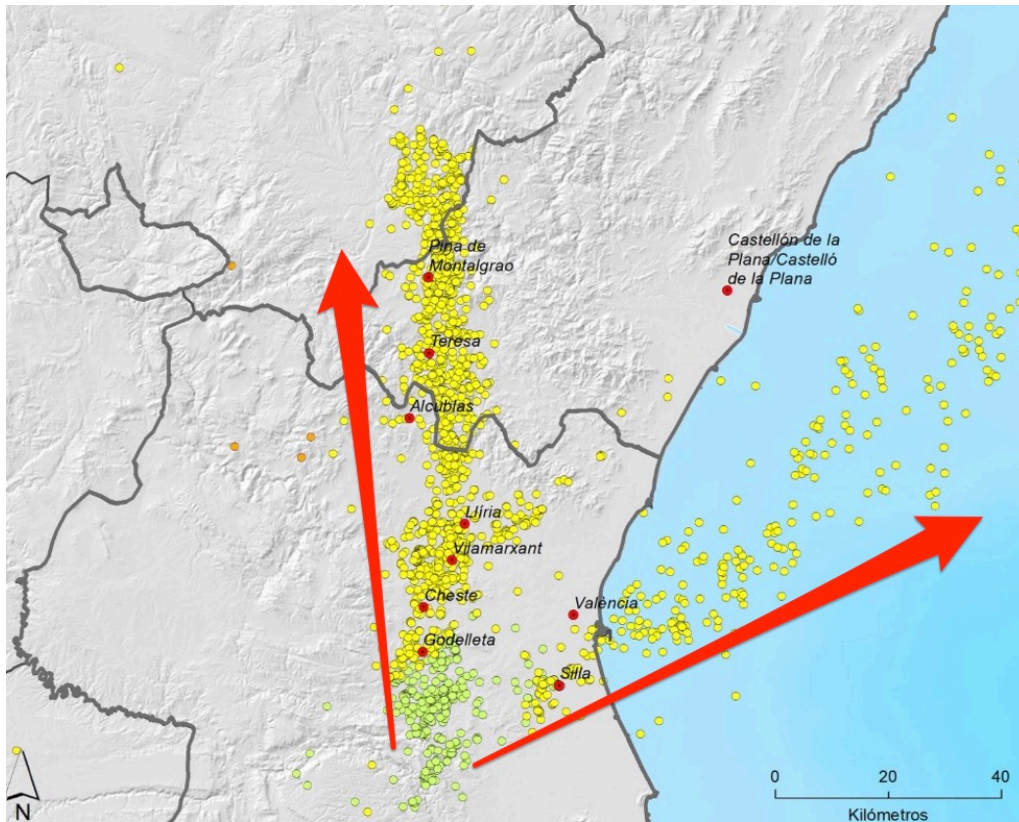 Pina de
Montalgrao
Castellón de la
Plana/Castelló
de la Plana
Teresa
Alcublas
Llíria
Vilamarxant
Cheste
València
Godelleta
Silla
0 20 40
Kilómetros
N